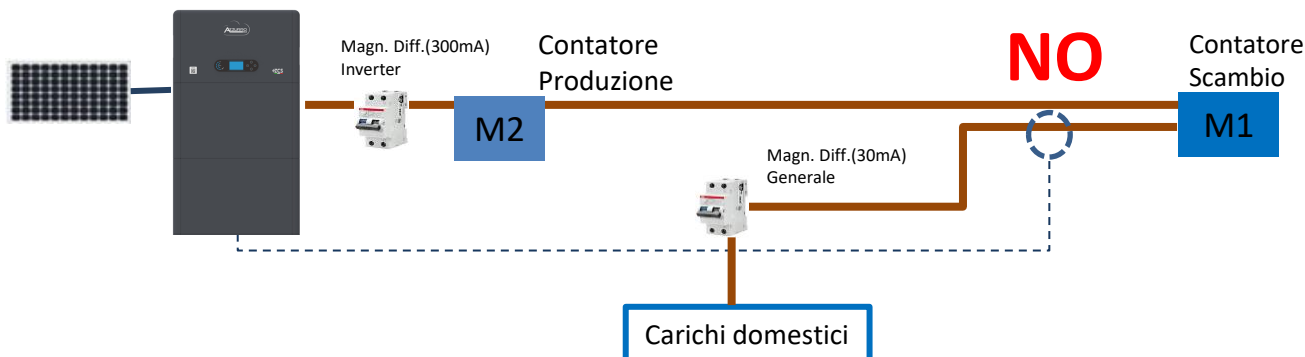 Magn. Diff.(300mA)
Inverter
Contatore
Produzione
NO
Contatore
Scambio
M2
M1
Magn. Diff.(30mA)
Generale
Carichi domestici